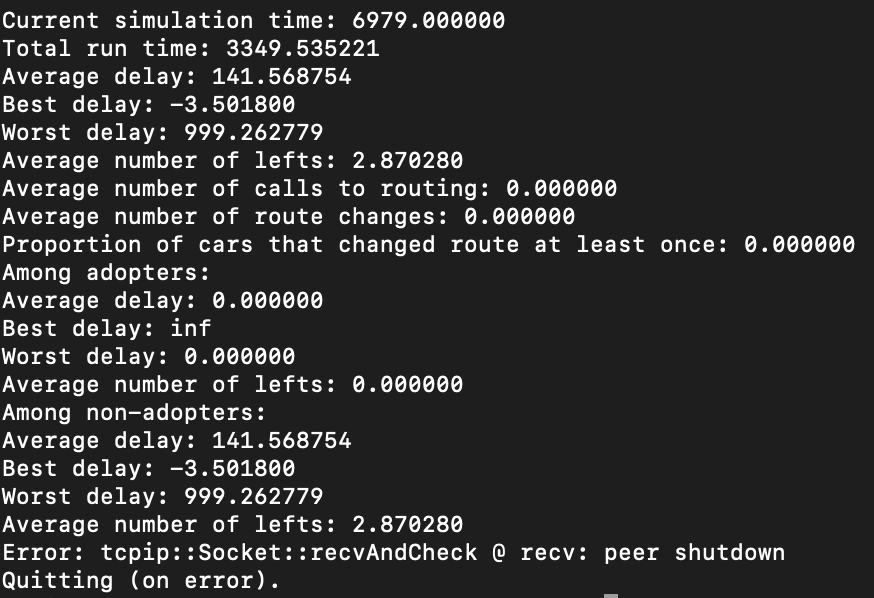 Current simulation time: 6979.000000
Total run time: 3349.535221
Average delay: 141.568754
Best delay: -3.501800
Worst delay: 999.262779
Average number of lefts: 2.870280
Average number of calls to routing: 0.000000
Average number of route changes: 0.000000
Proportion of cars that changed route at least once: 0.000000
Among adopters:
Average delay: 0.000000
Best delay: inf
Worst delay: 0.000000
Average number of lefts: 0.000000
Among non-adopters:
Average delay: 141.568754
Best delay: -3.501800
Worst delay: 999.262779
Average number of lefts: 2.870280
Error: tcpip::Socket::recvAndCheck @ recv: peer shutdown
Quitting (on error).